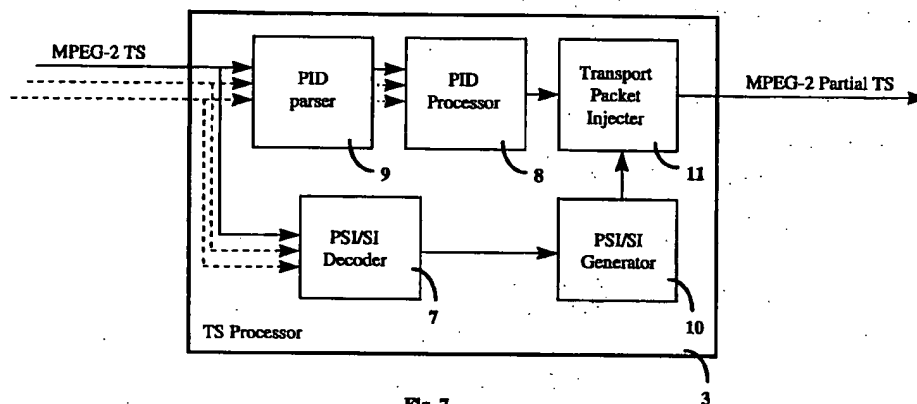 MPEG-2 TS
PID
parser
9
PID
Processor
8
Transport
Packet
Injecter
11
MPEG-2 Partial TS
PSI/SI
Decoder
7
PSI/SI
Generator
10
TS Processor
3